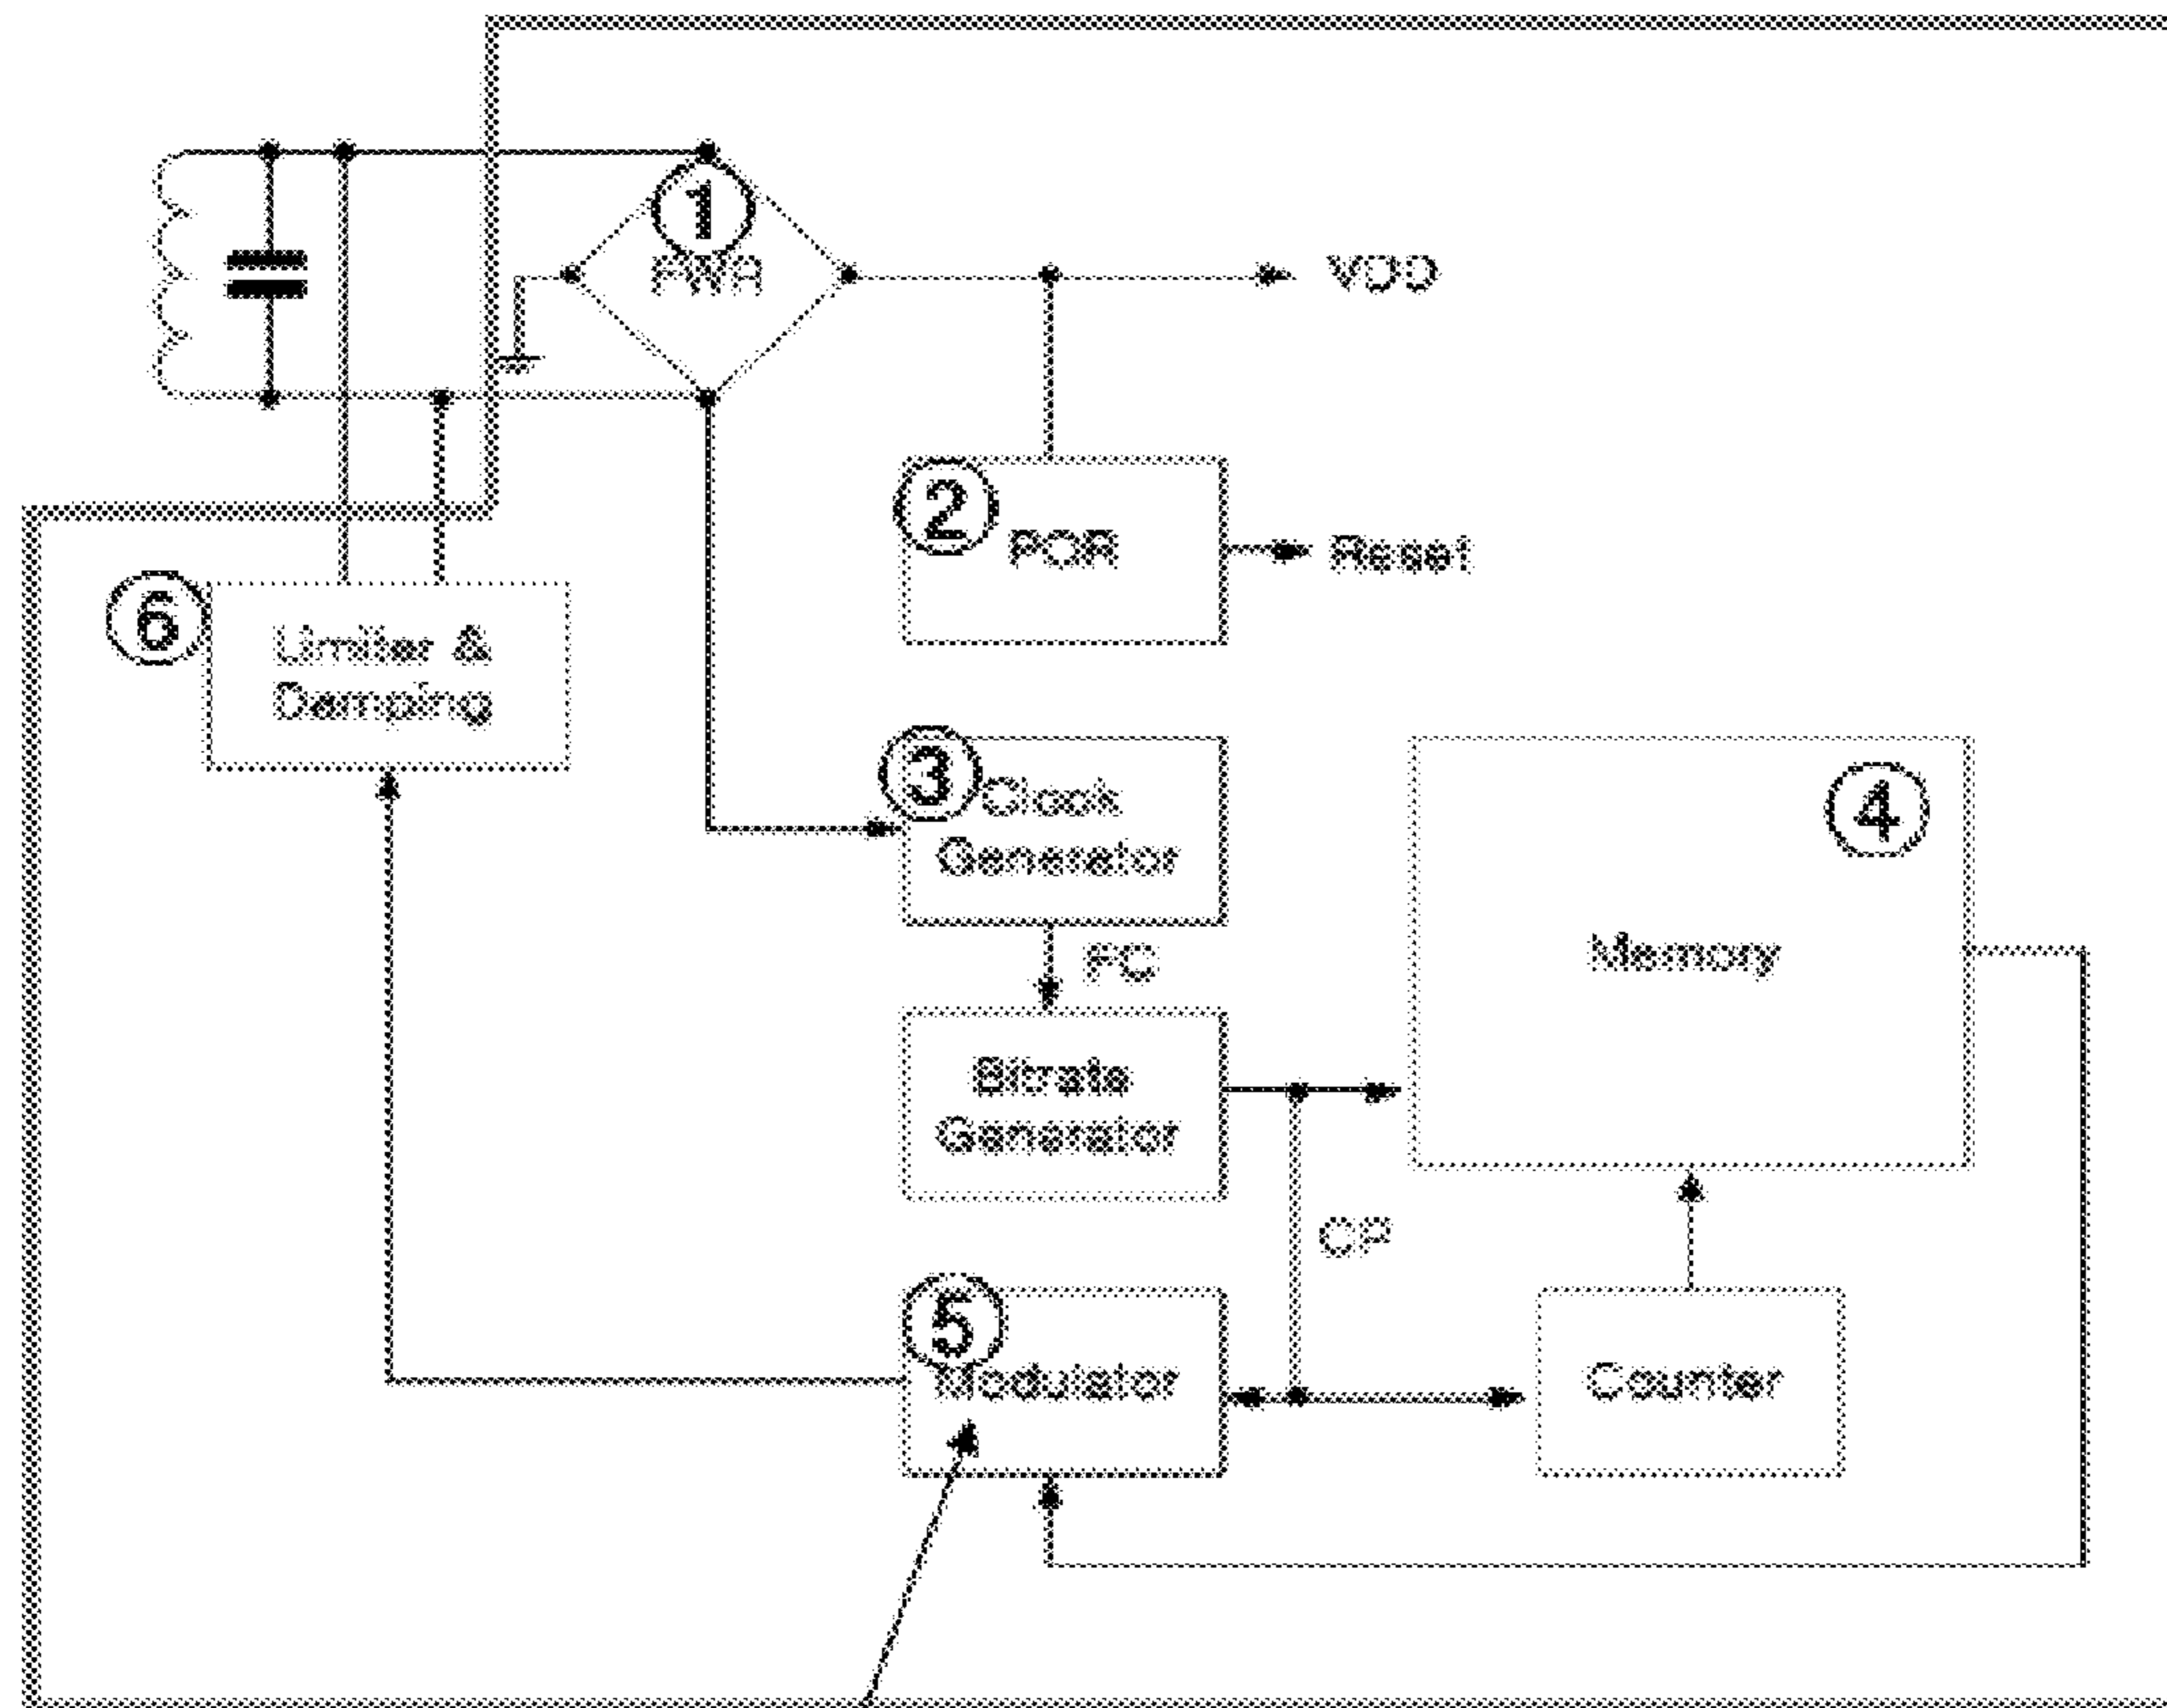 ①
FWR
VDD
②
POR
Reset
⑥
Limiter &
Damping
③
Clock
Generator
④
Memory
FC
Bitrate
Generator
CP
⑤
Modulator
Counter